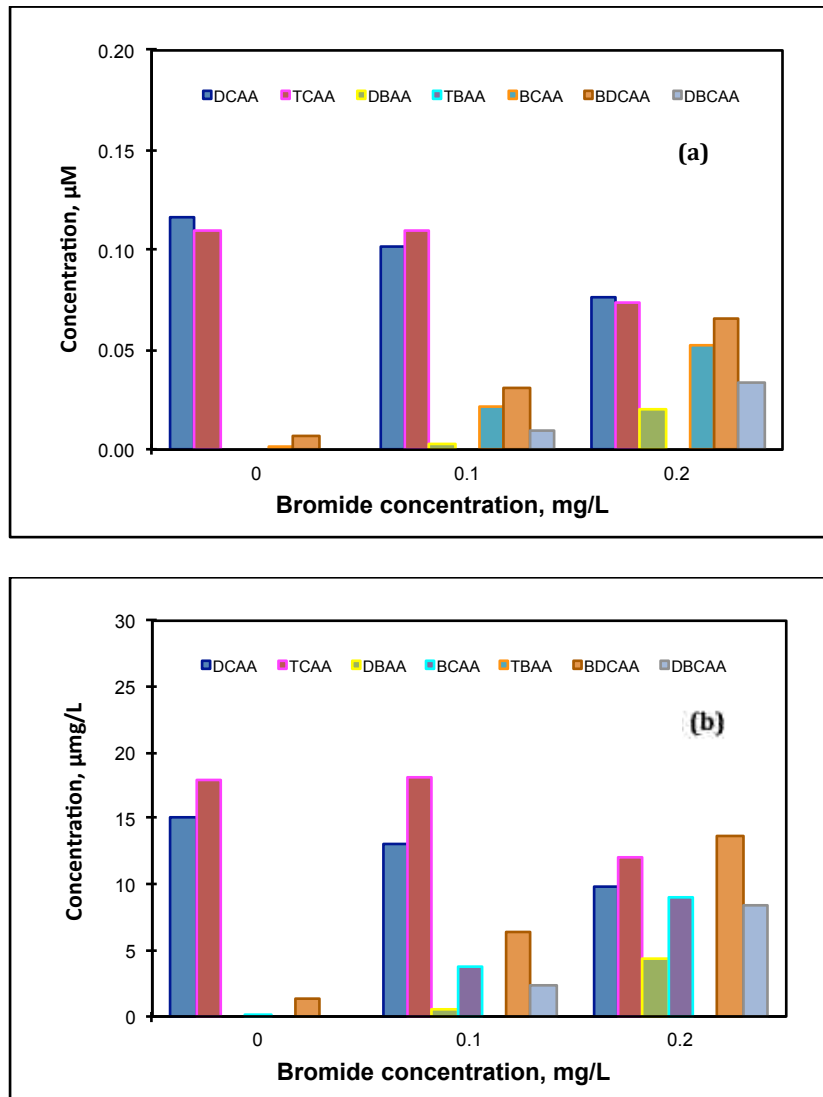 0.20
DCAA TCAA DBAA TBAA BCAA BDCAA DBCAA
0.15
(a)
Concentration, µM
0.10
0.05
0.00
0 0.1 0.2
Bromide concentration, mg/L
30
DCAA TCAA DBAA BCAA TBAA BDCAA DBCAA
25
(b)
20
Concentration, µmg/L
15
10
5
0
0 0.1 0.2
Bromide concentration, mg/L